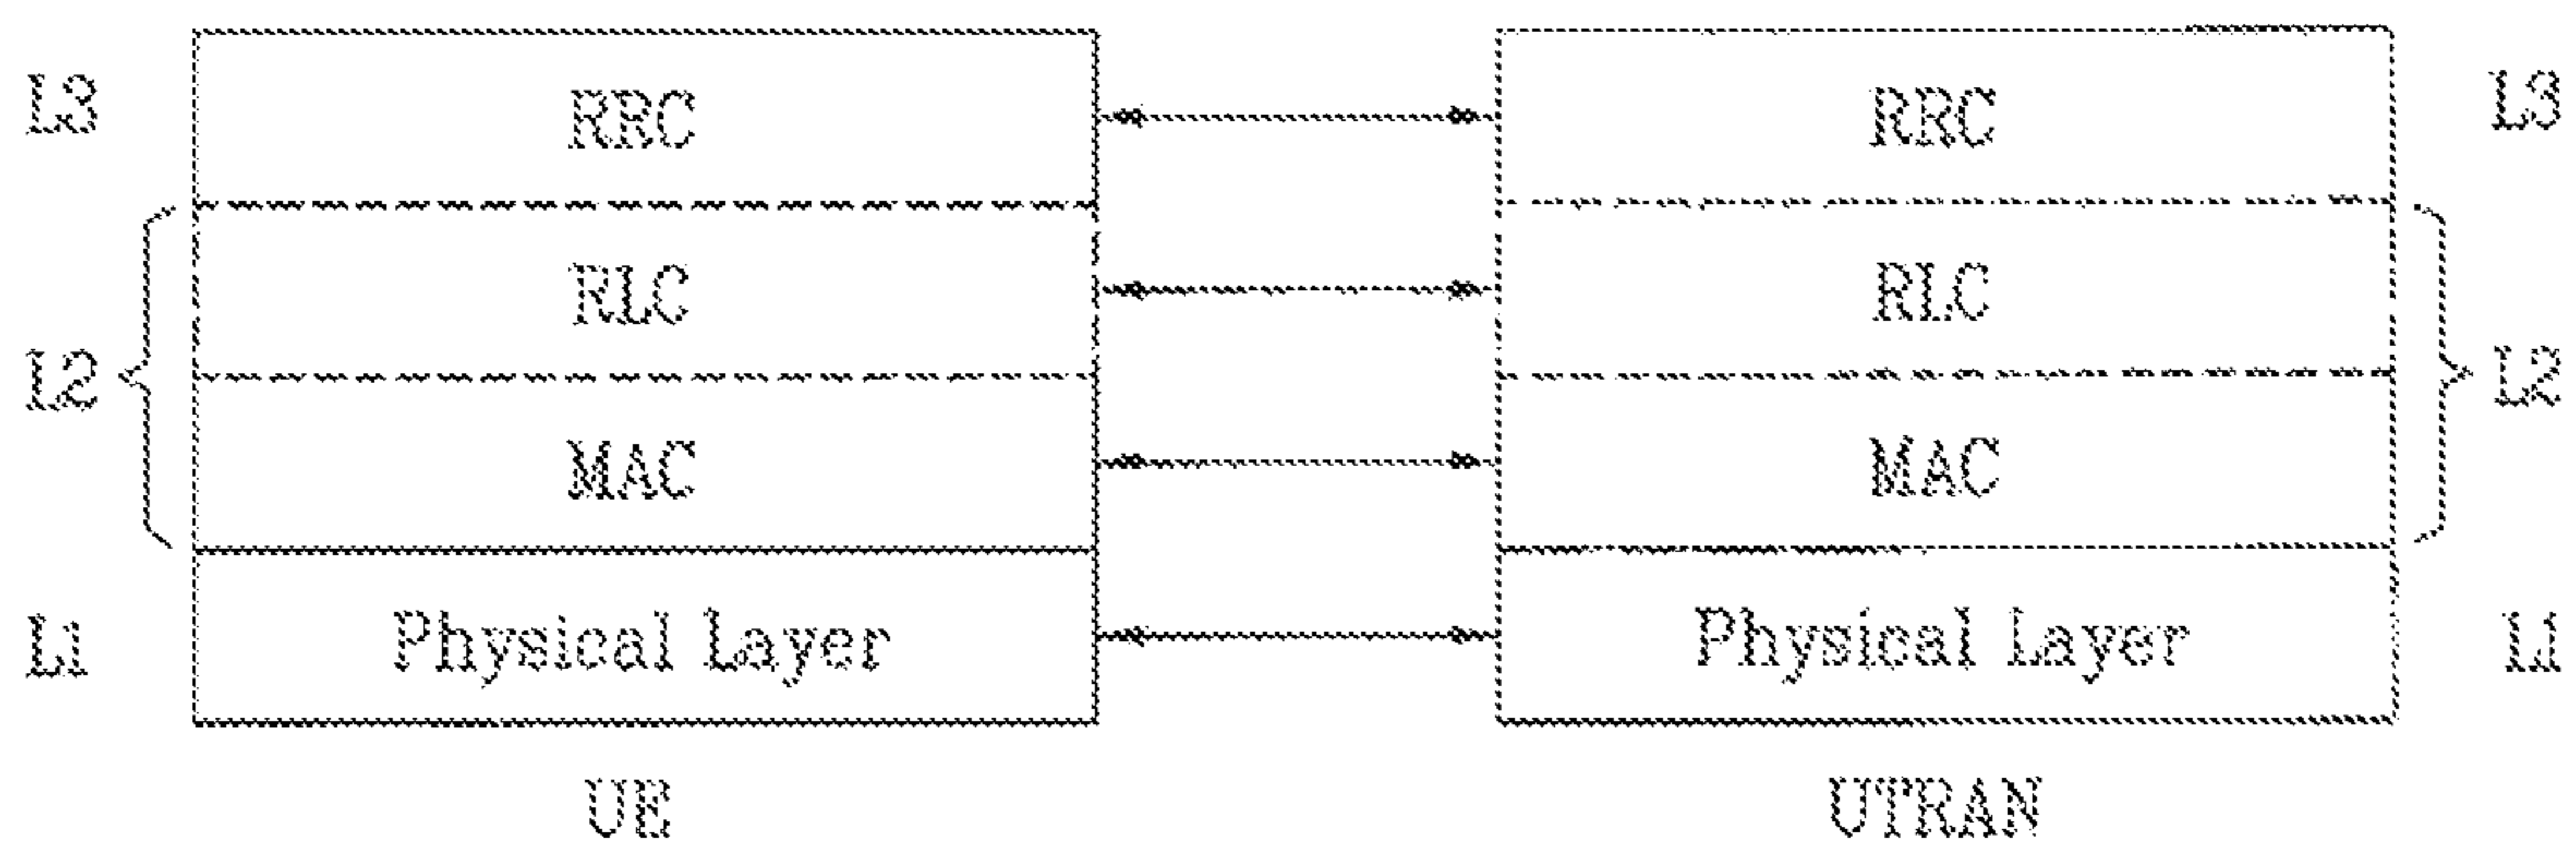 L3 RRC RRC L3
RLC RLC
L2 MAC MAC L2
L1 Physical Layer Physical Layer L1
UE UTRAN